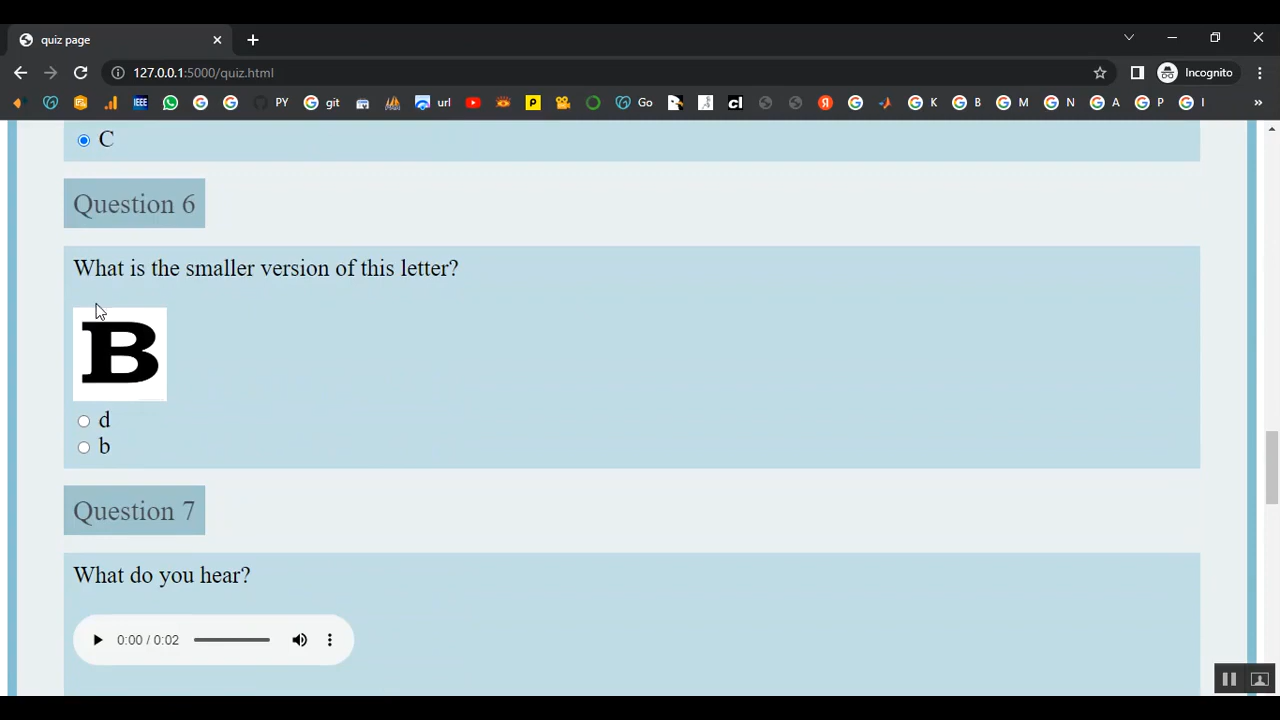 quiz page
127.0.0.1:5000/quiz.html
Incognito
IEEE PY git url P Go cl Я K B M N A P I »
C
Question 6
What is the smaller version of this letter?
B
d
b
Question 7
What do you hear?
0:00 / 0:02